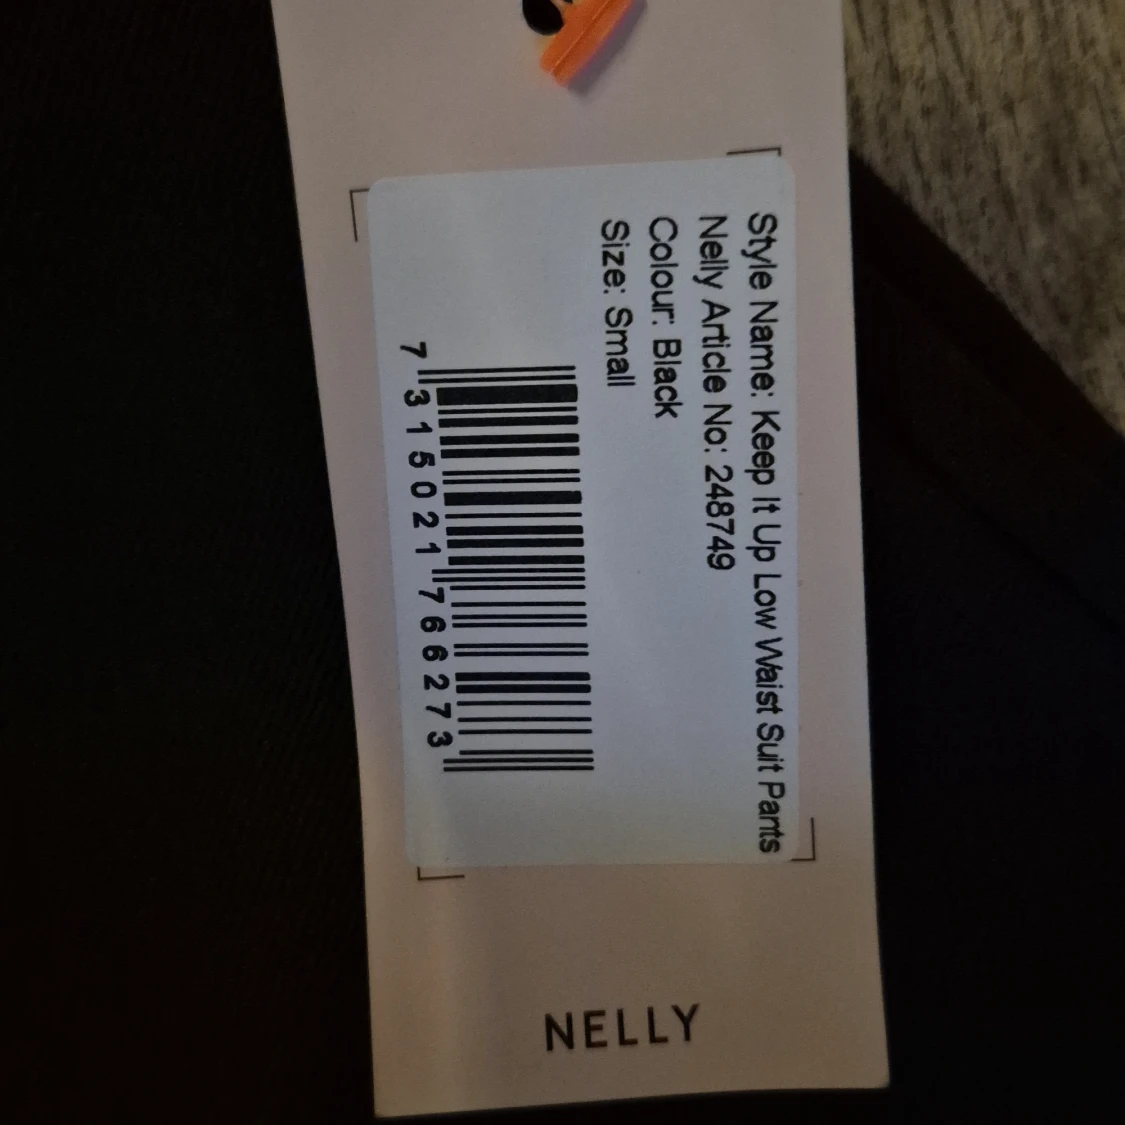 Style Name: Keep It Up Low Waist Suit Pants
Nelly Article No: 248749
Colour: Black
Size: Small
7 315021 766273
NELLY